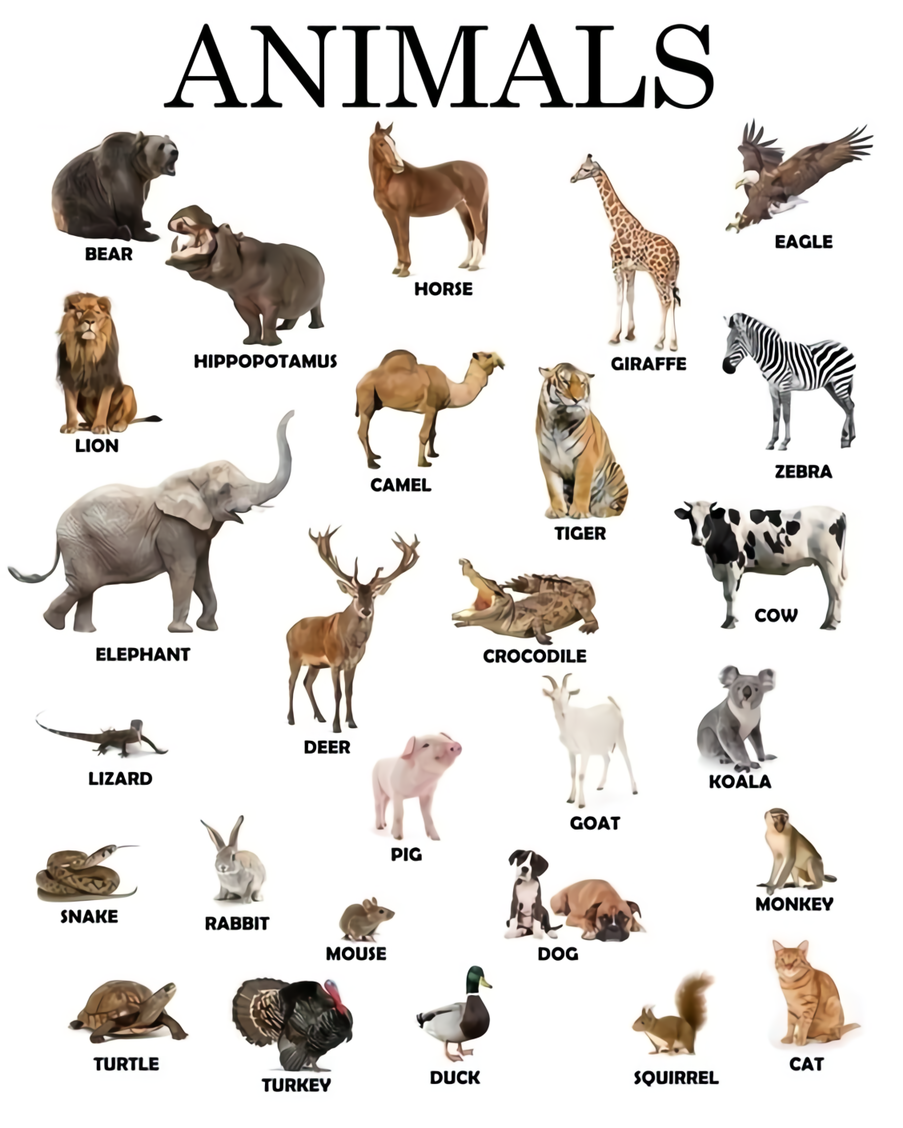 ANIMALS
BEAR
HORSE
EAGLE
HIPPOPOTAMUS
GIRAFFE
LION
CAMEL
ZEBRA
TIGER
ELEPHANT
CROCODILE
COW
DEER
LIZARD
PIG
GOAT
KOALA
SNAKE
RABBIT
MOUSE
DOG
MONKEY
TURTLE
TURKEY
DUCK
SQUIRREL
CAT